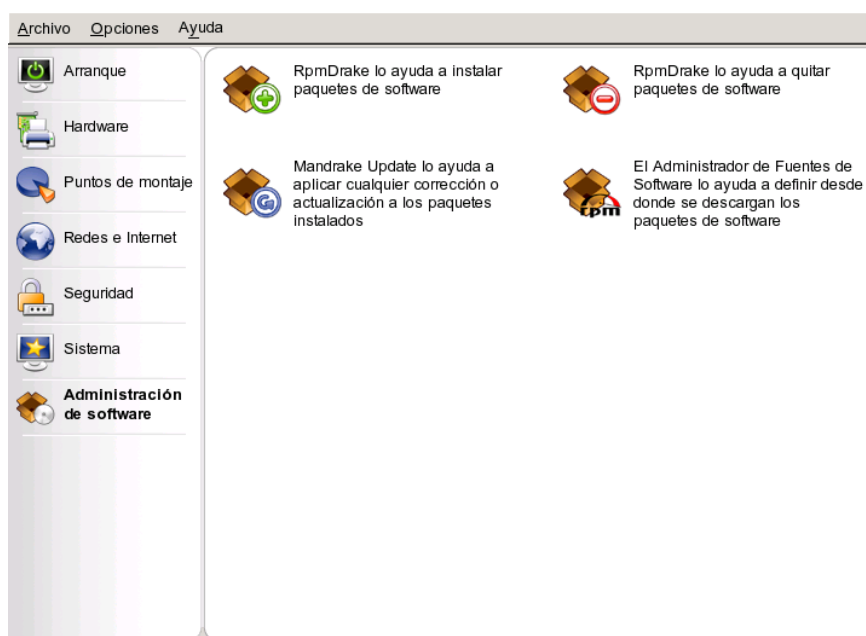 Archivo Opciones Ayuda
Arranque
Hardware
Puntos de montaje
Redes e Internet
Seguridad
Sistema
Administración
de software
RpmDrake lo ayuda a instalar
paquetes de software
RpmDrake lo ayuda a quitar
paquetes de software
Mandrake Update lo ayuda a
aplicar cualquier corrección o
actualización a los paquetes
instalados
El Administrador de Fuentes de
Software lo ayuda a definir desde
donde se descargan los
paquetes de software
rpm